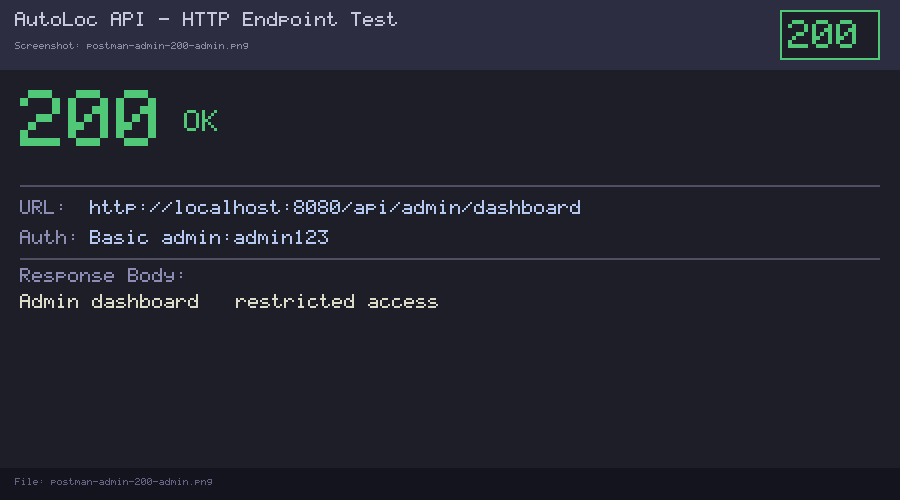 AutoLoc API - HTTP Endpoint Test
Screenshot: postman-admin-200-admin.png
200
200 OK
URL: http://localhost:8080/api/admin/dashboard
Auth: Basic admin:admin123
Response Body:
Admin dashboard restricted access
File: postman-admin-200-admin.png